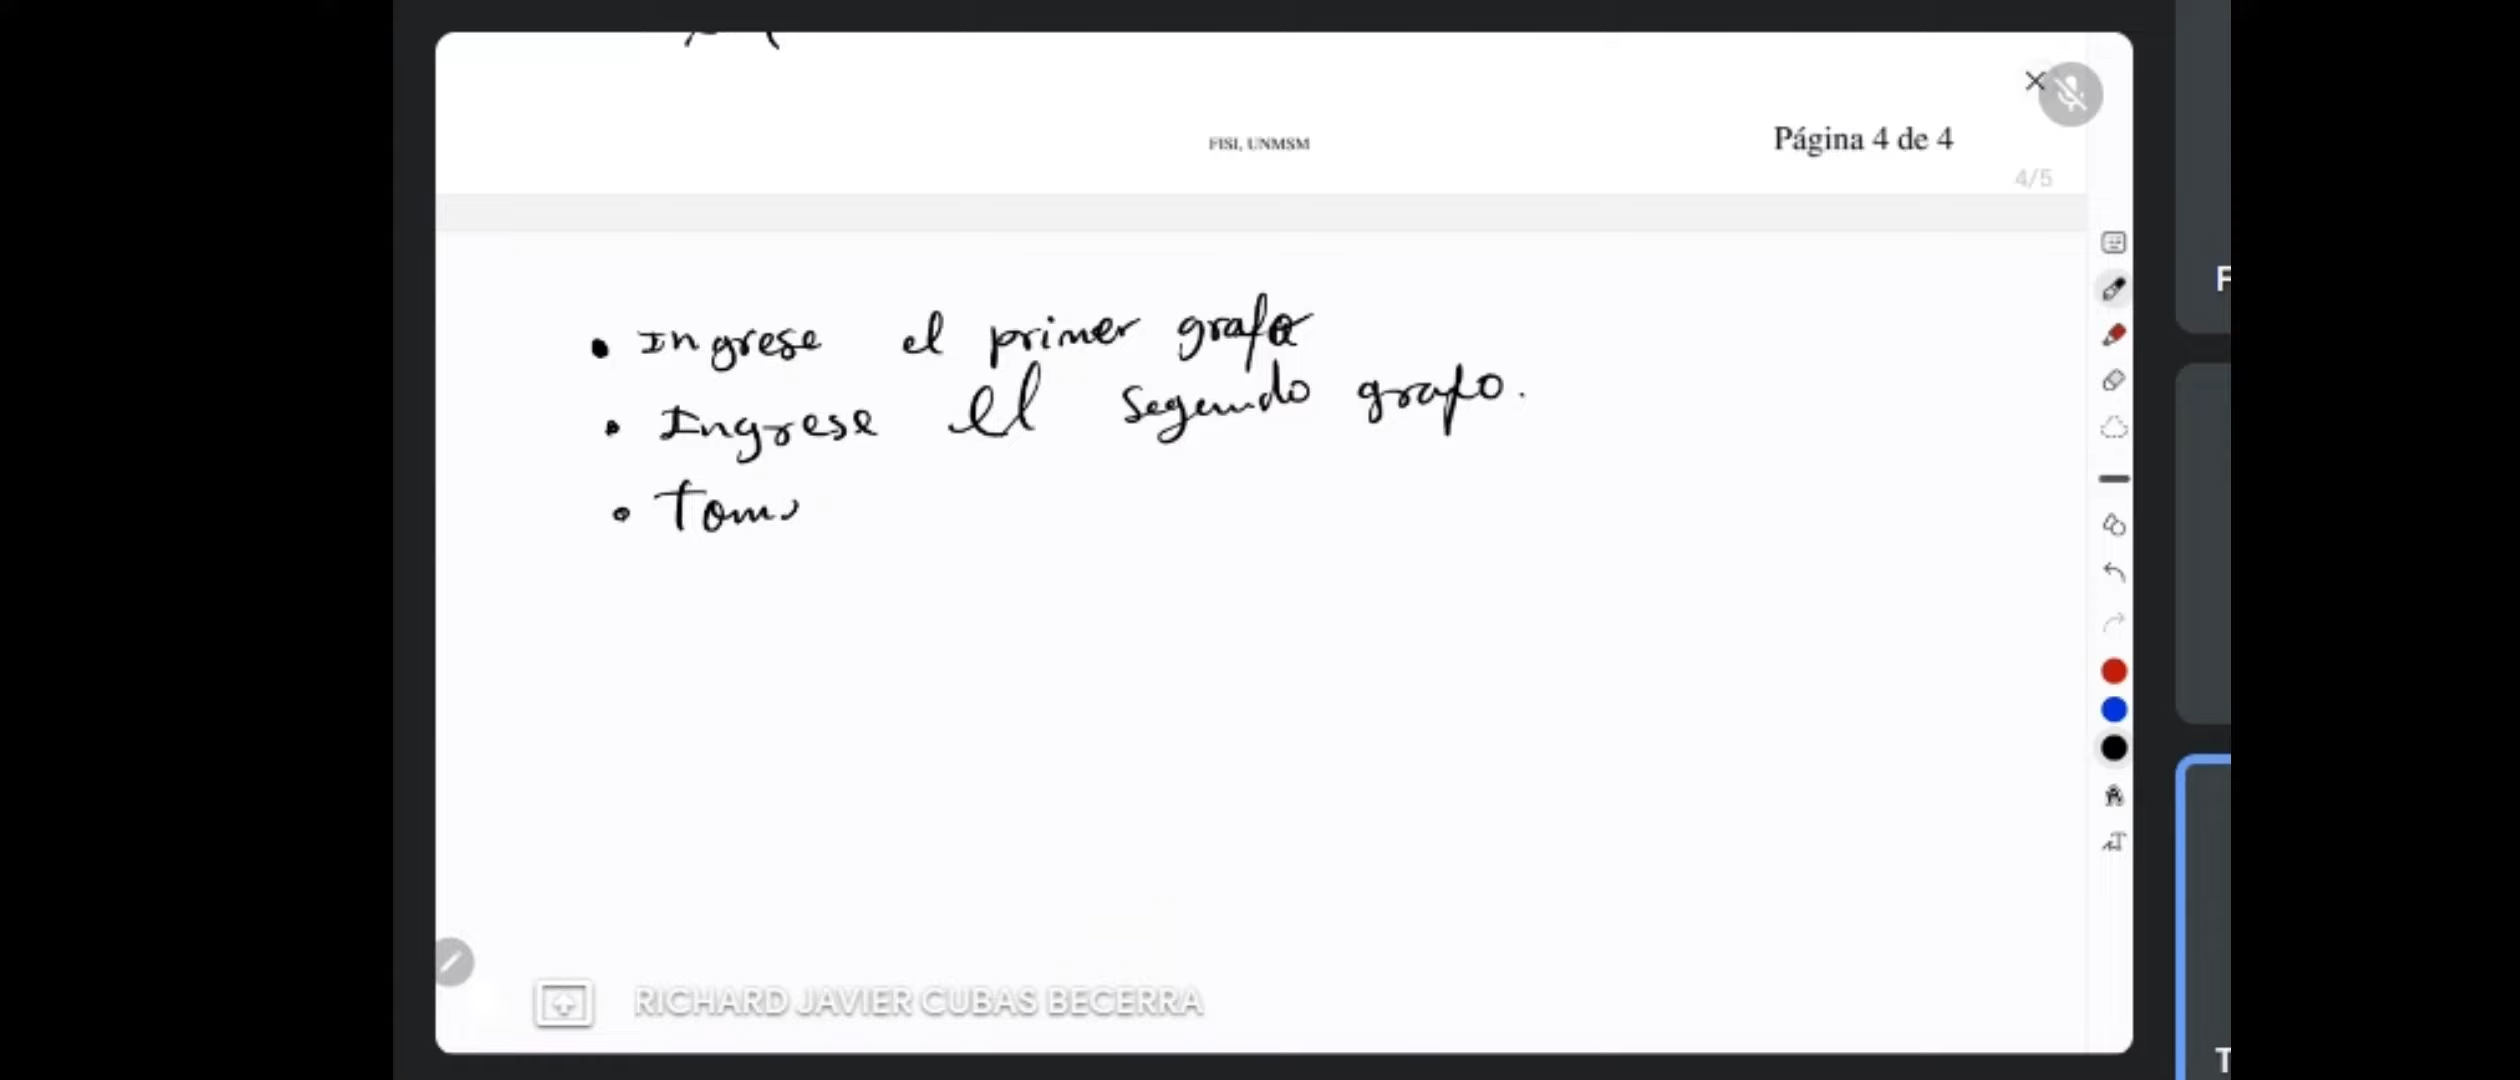 FISI, UNMSM
Página 4 de 4
4/5
• Ingrese el primer grafo
• Ingrese el segundo grafo.
• Tom
RICHARD JAVIER CUBAS BECERRA
F
T